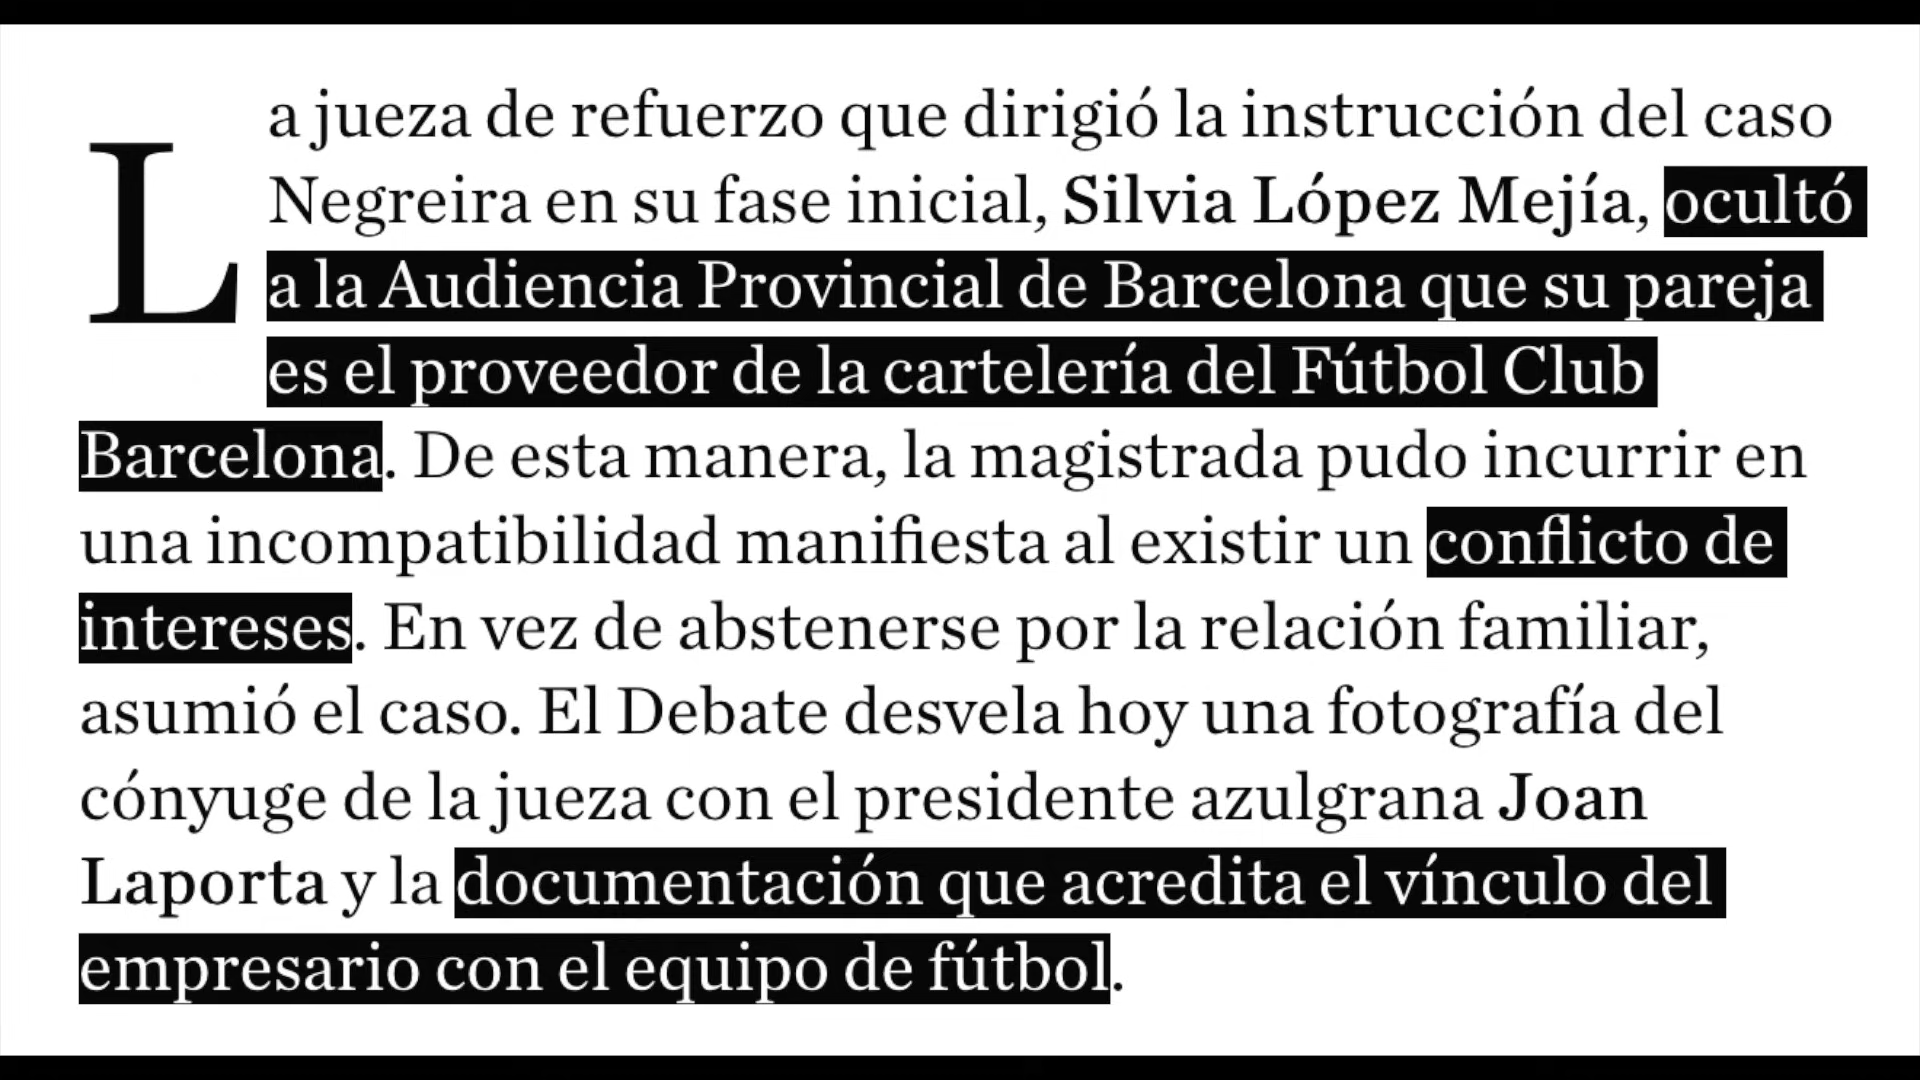 La jueza de refuerzo que dirigió la instrucción del caso
Negreira en su fase inicial, Silvia López Mejía, ocultó
a la Audiencia Provincial de Barcelona que su pareja
es el proveedor de la cartelería del Fútbol Club
Barcelona. De esta manera, la magistrada pudo incurrir en
una incompatibilidad manifiesta al existir un conflicto de
intereses. En vez de abstenerse por la relación familiar,
asumió el caso. El Debate desvela hoy una fotografía del
cónyuge de la jueza con el presidente azulgrana Joan
Laporta y la documentación que acredita el vínculo del
empresario con el equipo de fútbol.